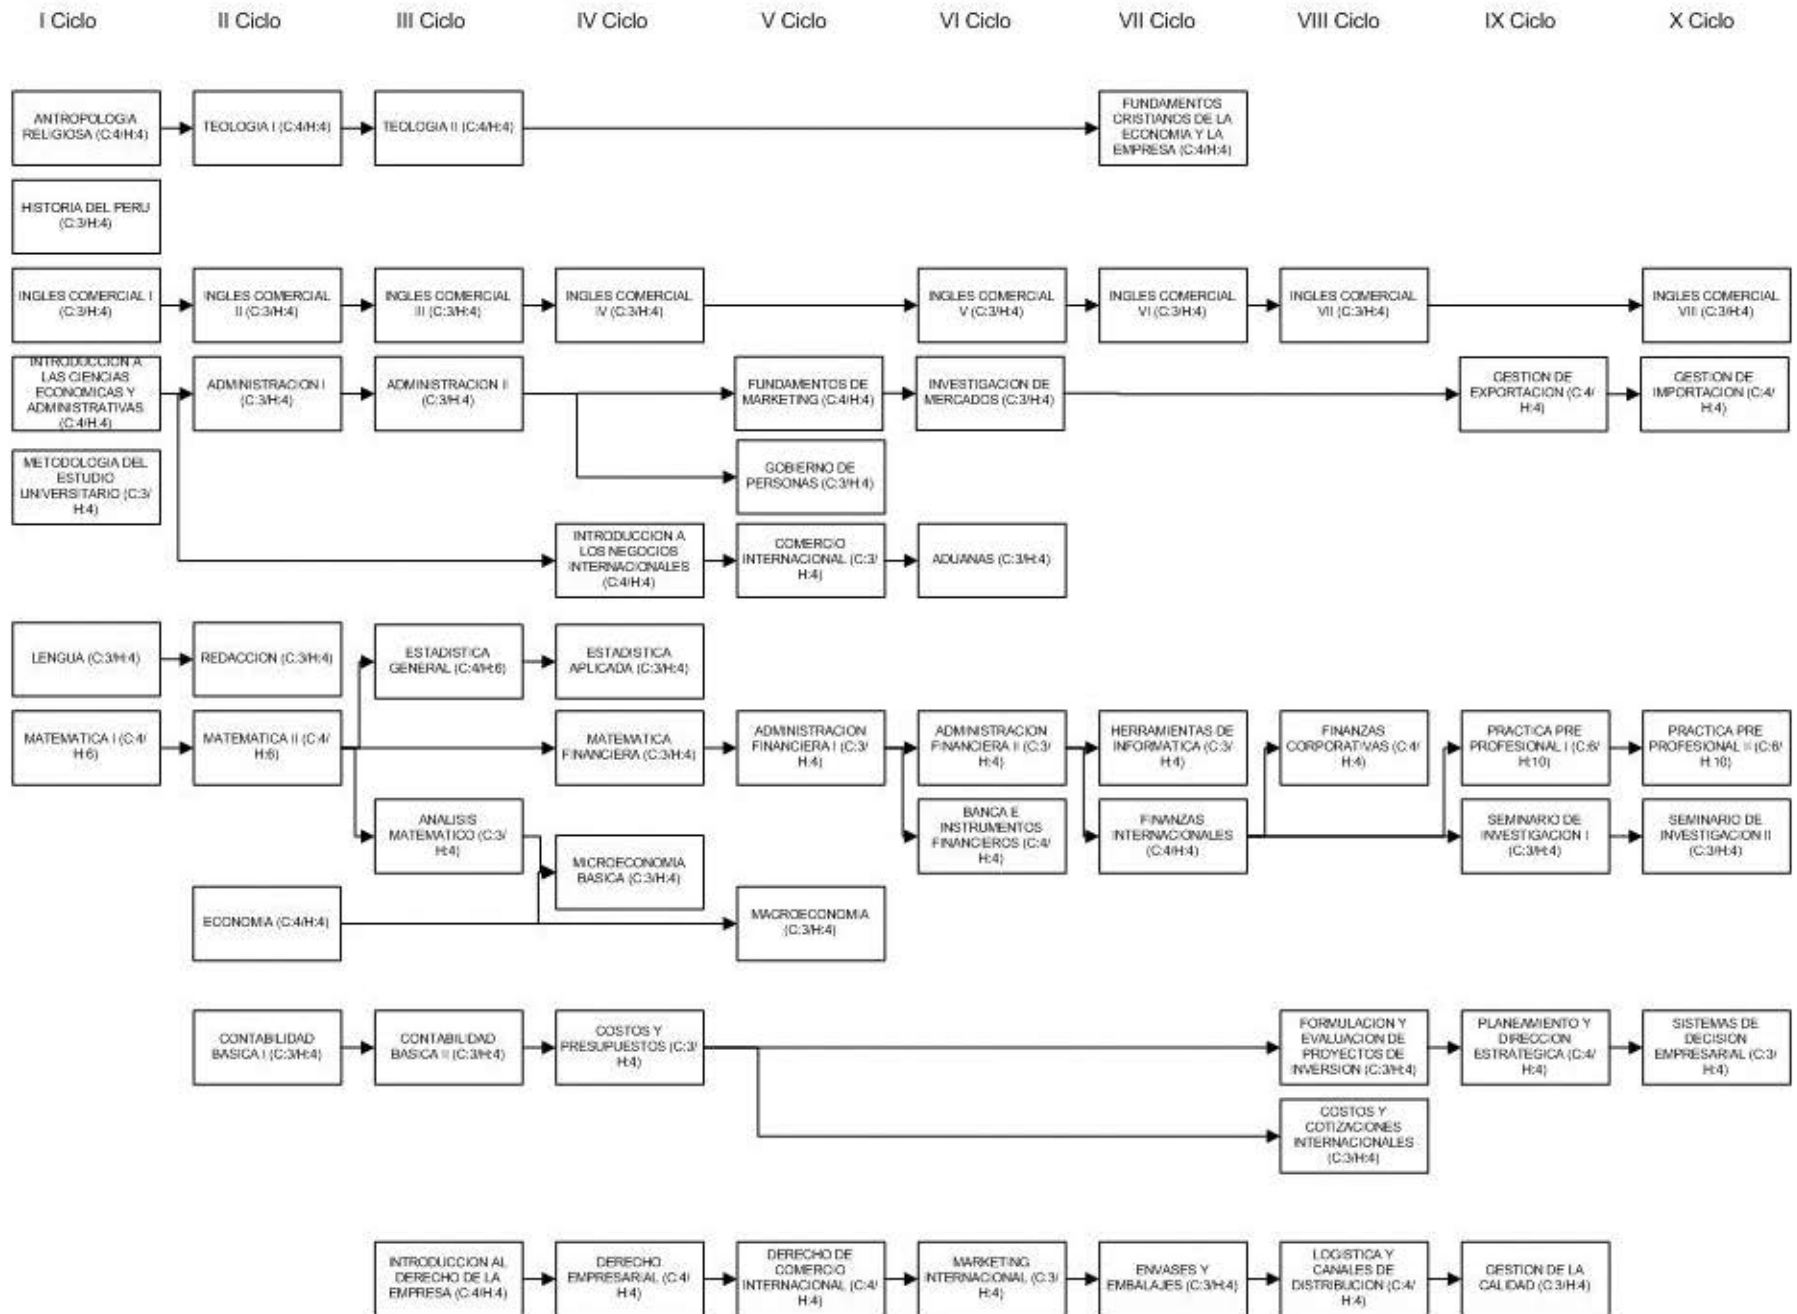 I Ciclo
II Ciclo
III Ciclo
IV Ciclo
V Ciclo
VI Ciclo
VII Ciclo
VIII Ciclo
IX Ciclo
X Ciclo
ANTROPOLOGIA
RELIGIOSA (C:4/H:4)
TEOLOGIA I (C:4/H:4)
TEOLOGIA II (C:4/H:4)
FUNDAMENTOS
CRISTIANOS DE LA
ECONOMIA Y LA
EMPRESA (C:4/H:4)
HISTORIA DEL PERU
(C:3/H:4)
INGLES COMERCIAL I
(C:3/H:4)
INGLES COMERCIAL
II (C:3/H:4)
INGLES COMERCIAL
III (C:3/H:4)
INGLES COMERCIAL
IV (C:3/H:4)
INGLES COMERCIAL
V (C:3/H:4)
INGLES COMERCIAL
VI (C:3/H:4)
INGLES COMERCIAL
VII (C:3/H:4)
INGLES COMERCIAL
VIII (C:3/H:4)
INTRODUCCION A
LAS CIENCIAS
ECONOMICAS Y
ADMINISTRATIVAS
(C:4/H:4)
ADMINISTRACION I
(C:3/H:4)
ADMINISTRACION II
(C:3/H:4)
FUNDAMENTOS DE
MARKETING (C:4/H:4)
INVESTIGACION DE
MERCADOS (C:3/H:4)
GESTION DE
EXPORTACION (C:4/
H:4)
GESTION DE
IMPORTACION (C:4/
H:4)
METODOLOGIA DEL
ESTUDIO
UNIVERSITARIO (C:3/
H:4)
GOBIERNO DE
PERSONAS (C:3/H:4)
INTRODUCCION A
LOS NEGOCIOS
INTERNACIONALES
(C:4/H:4)
COMERCIO
INTERNACIONAL (C:3/
H:4)
ADUANAS (C:3/H:4)
LENGUA (C:3/H:4)
REDACCION (C:3/H:4)
ESTADISTICA
GENERAL (C:4/H:6)
ESTADISTICA
APLICADA (C:3/H:4)
MATEMATICA I (C:4/
H:6)
MATEMATICA II (C:4/
H:6)
MATEMATICA
FINANCIERA (C:3/H:4)
ADMINISTRACION
FINANCIERA I (C:3/
H:4)
ADMINISTRACION
FINANCIERA II (C:3/
H:4)
HERRAMIENTAS DE
INFORMATICA (C:3/
H:4)
FINANZAS
CORPORATIVAS (C:4/
H:4)
PRACTICA PRE
PROFESIONAL I (C:6/
H:10)
PRACTICA PRE
PROFESIONAL II (C:6/
H:10)
ANALISIS
MATEMATICO (C:3/
H:4)
MICROECONOMIA
BASICA (C:3/H:4)
BANCA E
INSTRUMENTOS
FINANCIEROS (C:4/
H:4)
FINANZAS
INTERNACIONALES
(C:4/H:4)
SEMINARIO DE
INVESTIGACION I
(C:3/H:4)
SEMINARIO DE
INVESTIGACION II
(C:3/H:4)
ECONOMIA (C:4/H:4)
MACROECONOMIA
(C:3/H:4)
CONTABILIDAD
BASICA I (C:3/H:4)
CONTABILIDAD
BASICA II (C:3/H:4)
COSTOS Y
PRESUPUESTOS (C:3/
H:4)
FORMULACION Y
EVALUACION DE
PROYECTOS DE
INVERSION (C:3/H:4)
PLANEAMIENTO Y
DIRECCION
ESTRATEGICA (C:4/
H:4)
SISTEMAS DE
DECISION
EMPRESARIAL (C:3/
H:4)
COSTOS Y
COTIZACIONES
INTERNACIONALES
(C:3/H:4)
INTRODUCCION AL
DERECHO DE LA
EMPRESA (C:4/H:4)
DERECHO
EMPRESARIAL (C:4/
H:4)
DERECHO DE
COMERCIO
INTERNACIONAL (C:4/
H:4)
MARKETING
INTERNACIONAL (C:3/
H:4)
ENVASES Y
EMBALAJES (C:3/H:4)
LOGISTICA Y
CANALES DE
DISTRIBUCION (C:4/
H:4)
GESTION DE LA
CALIDAD (C:3/H:4)